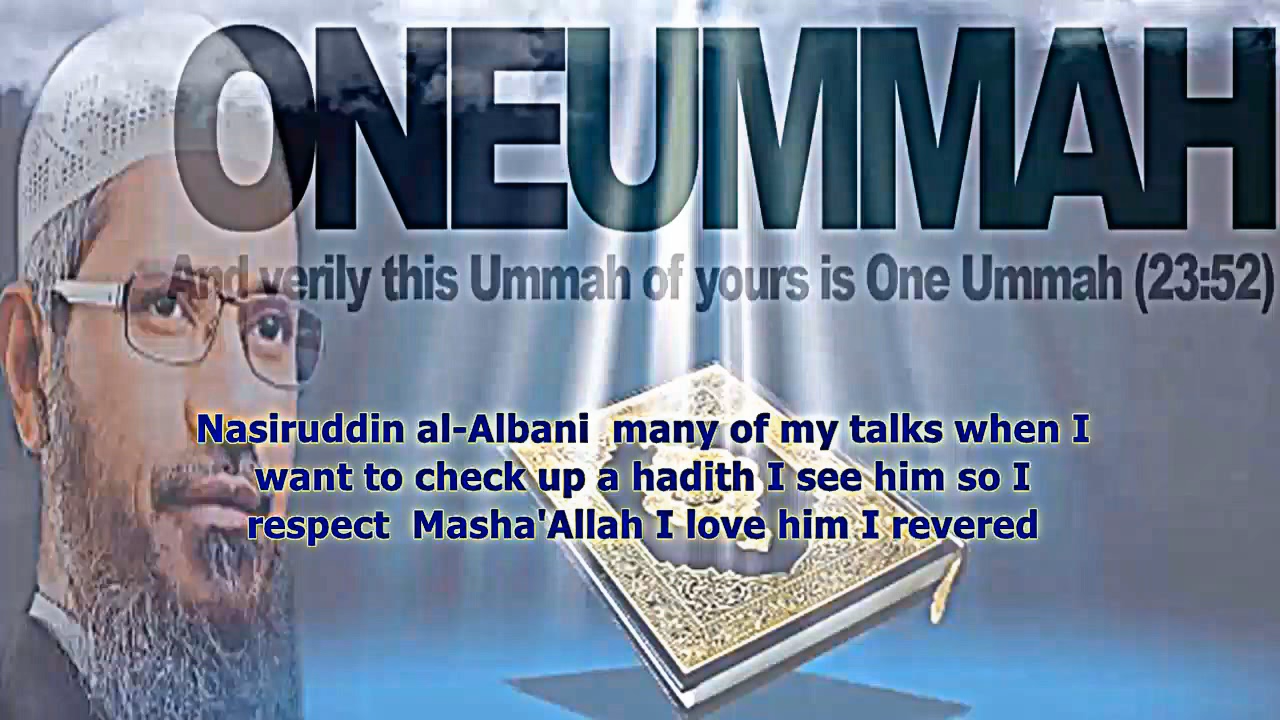 ONEUMMAH
And verily this Ummah of yours is One Ummah (23:52)
Nasiruddin al-Albani  many of my talks when I
want to check up a hadith I see him so I
respect  Masha'Allah I love him I revered